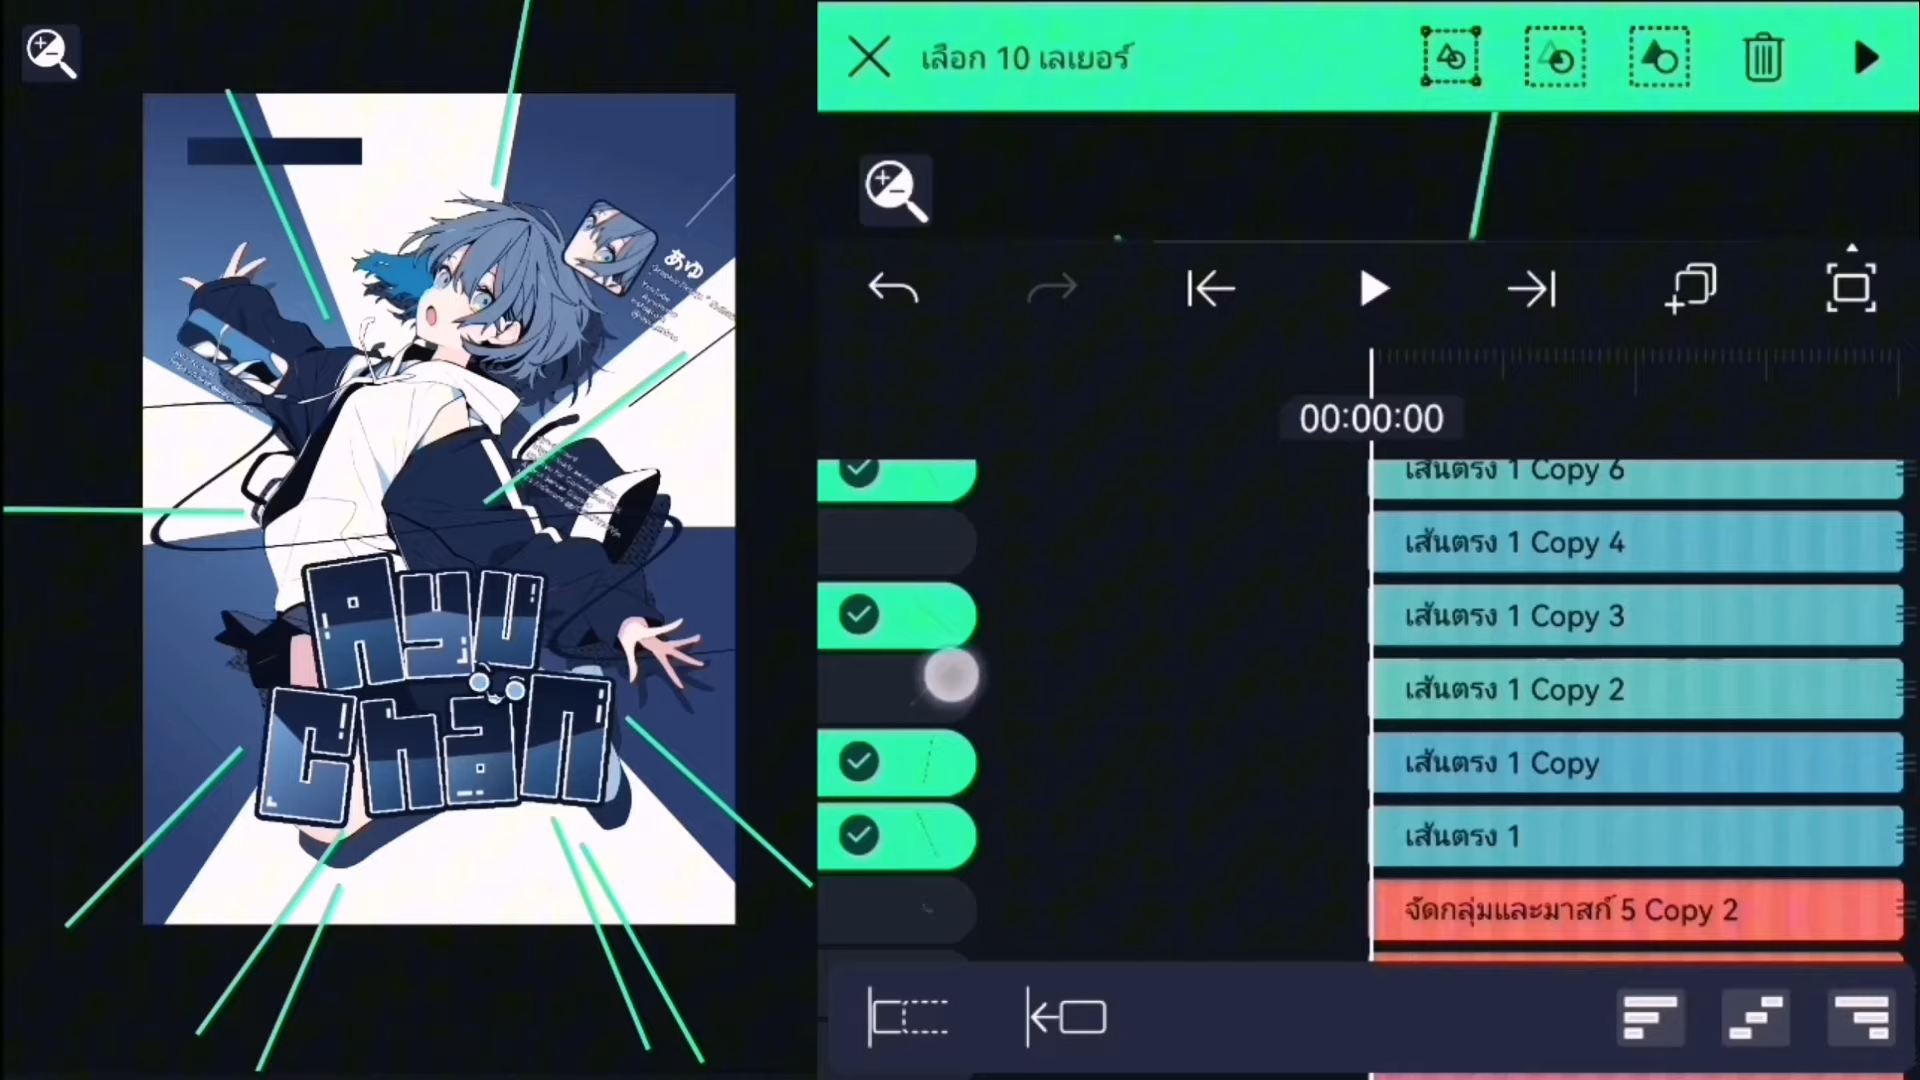 เลือก 10 เลเยอร์
あゆ
Ayu
Chan
00:00:00
เส้นตรง 1 Copy 6
เส้นตรง 1 Copy 4
เส้นตรง 1 Copy 3
เส้นตรง 1 Copy 2
เส้นตรง 1 Copy
เส้นตรง 1
จัดกลุ่มและมาสก์ 5 Copy 2